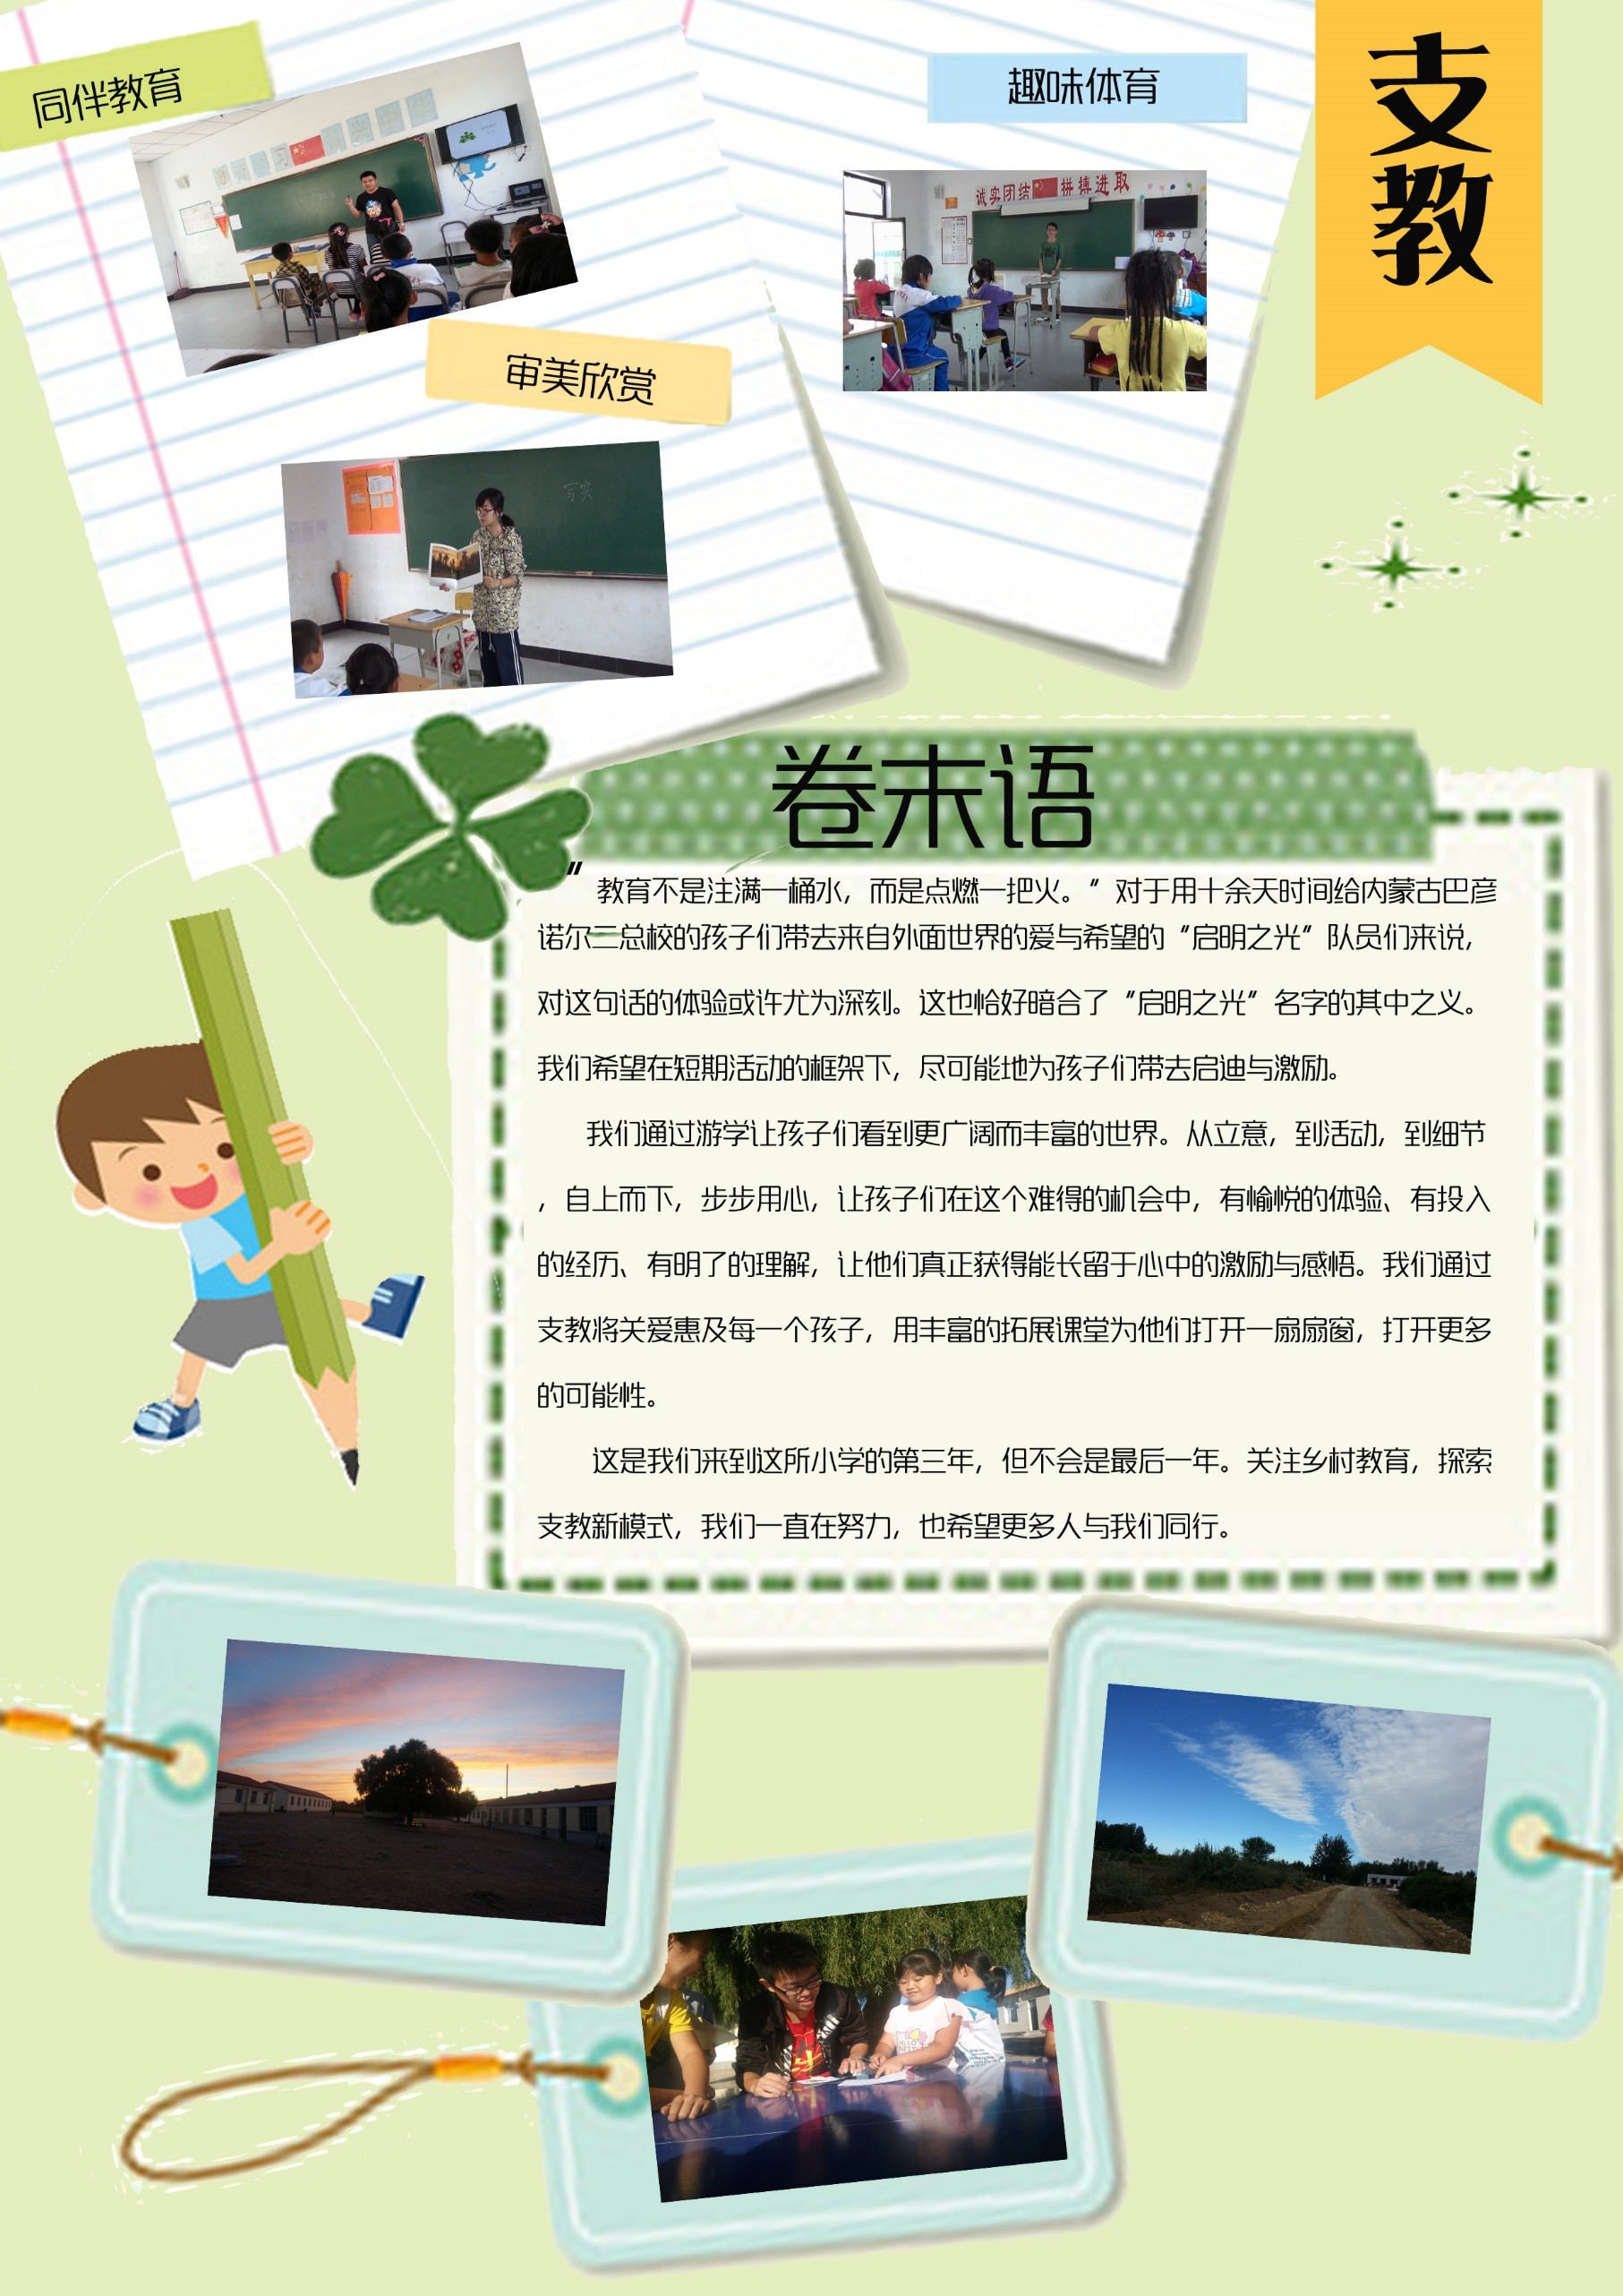 同伴教育
趣味体育
支教
诚实团结 拼搏进取
审美欣赏
写实
卷末语
“教育不是注满一桶水，而是点燃一把火。”对于用十余天时间给内蒙古巴彦
诺尔三总校的孩子们带去来自外面世界的爱与希望的“启明之光”队员们来说，
对这句话的体验或许尤为深刻。这也恰好暗合了“启明之光”名字的其中之义。
我们希望在短期活动的框架下，尽可能地为孩子们带去启迪与激励。
我们通过游学让孩子们看到更广阔而丰富的世界。从立意，到活动，到细节
，自上而下，步步用心，让孩子们在这个难得的机会中，有愉悦的体验、有投入
的经历、有明了的理解，让他们真正获得能长留于心中的激励与感悟。我们通过
支教将关爱惠及每一个孩子，用丰富的拓展课堂为他们打开一扇扇窗，打开更多
的可能性。
这是我们来到这所小学的第三年，但不会是最后一年。关注乡村教育，探索
支教新模式，我们一直在努力，也希望更多人与我们同行。